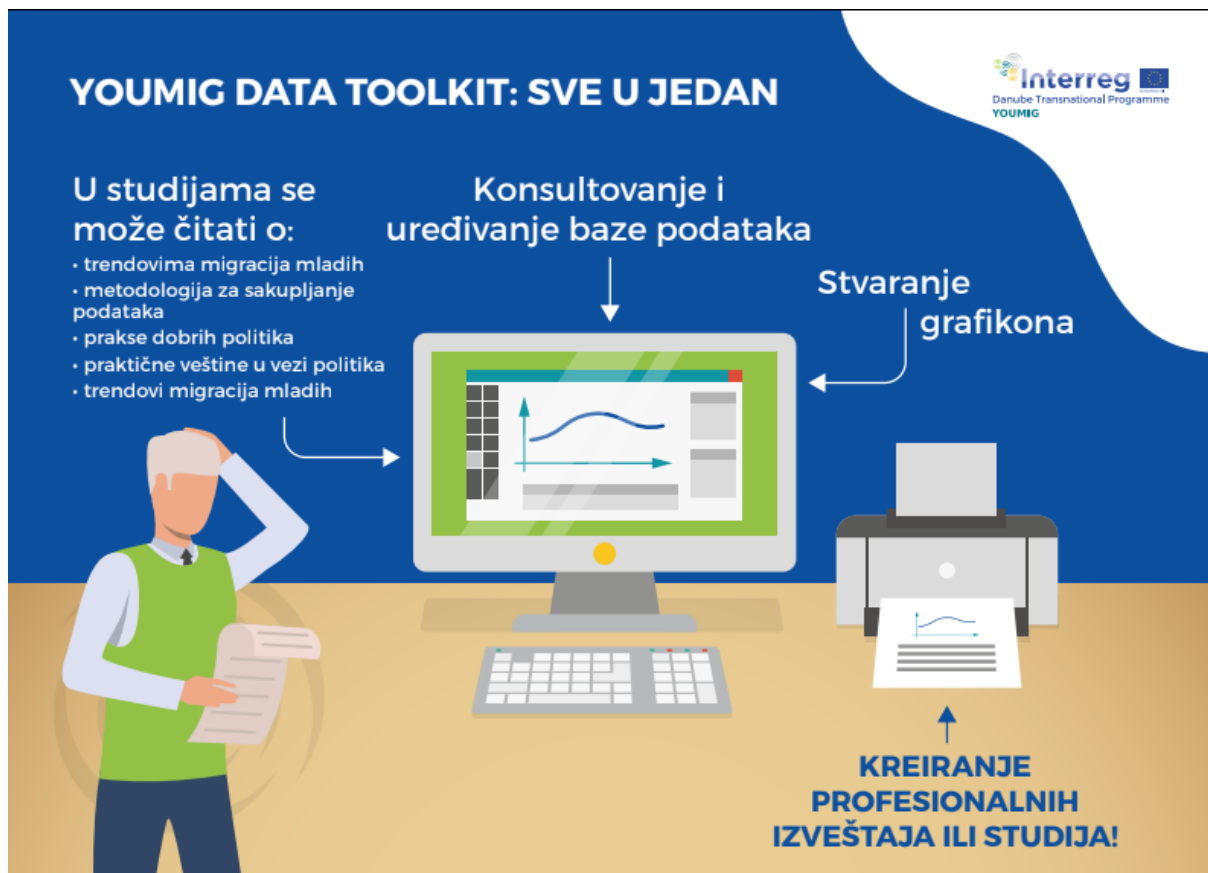 YOUMIG DATA TOOLKIT: SVE U JEDAN
Interreg
Danube Transnational Programme
YOUMIG
U studijama se
može čitati o:
• trendovima migracija mladih
• metodologija za sakupljanje
podataka
• prakse dobrih politika
• praktične veštine u vezi politika
• trendovi migracija mladih
Konsultovanje i
uređivanje baze podataka
Stvaranje
grafikona
KREIRANJE
PROFESIONALNIH
IZVEŠTAJA ILI STUDIJA!